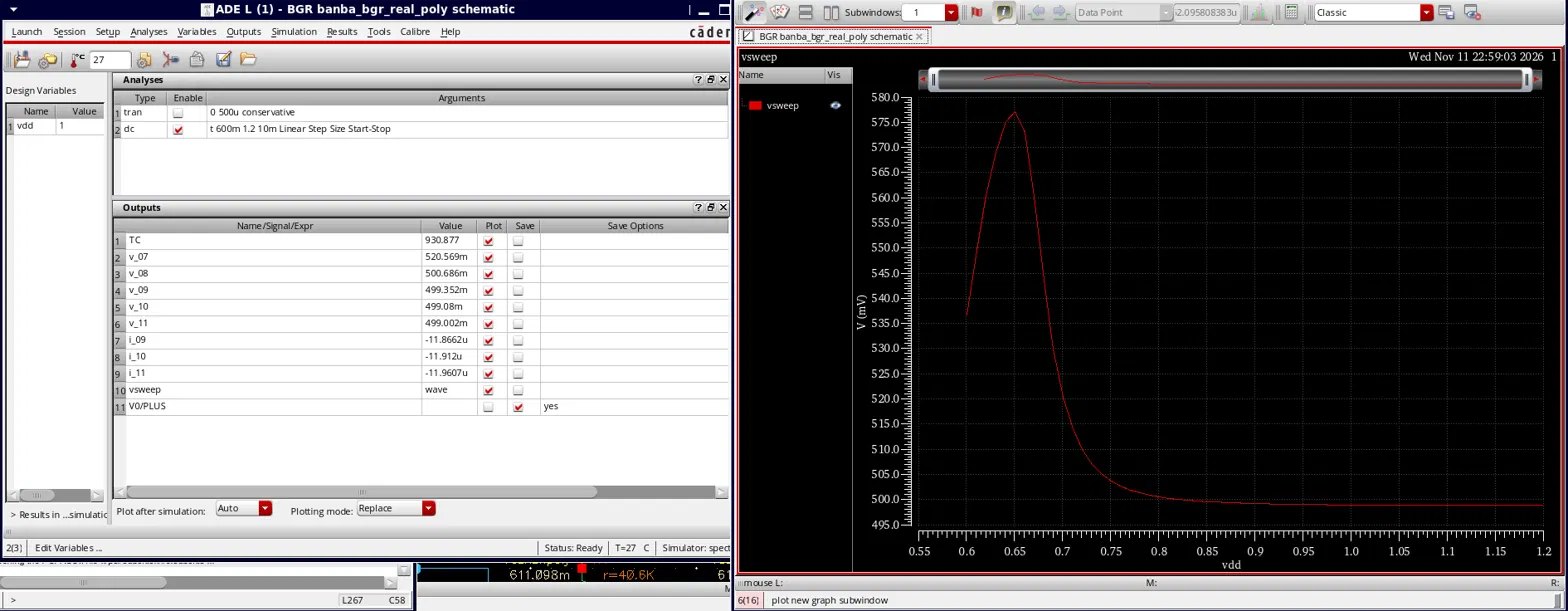 ADE L (1) - BGR banba_bgr_real_poly schematic
Launch Session Setup Analyses Variables Outputs Simulation Results Tools Calibre Help
°C 27
Design Variables
Name Value
1 vdd 1
> Results in ...simulatic
Analyses
Type Enable Arguments
1 tran 0 500u conservative
2 dc t 600m 1.2 10m Linear Step Size Start-Stop
Outputs
Name/Signal/Expr Value Plot Save Save Options
1 TC 930.877
2 v_07 520.569m
3 v_08 500.686m
4 v_09 499.352m
5 v_10 499.08m
6 v_11 499.002m
7 i_09 -11.8662u
8 i_10 -11.912u
9 i_11 -11.9607u
10 vsweep wave
11 V0/PLUS yes
Plot after simulation: Auto Plotting mode: Replace
2(3) Edit Variables ... Status: Ready T=27 C Simulator: spect
> L267 C58
611.098m r=40.6K 61
Subwindows: 1 Data Point 2.095808383u Classic
BGR banba_bgr_real_poly schematic
vsweep Wed Nov 11 22:59:03 2026 1
Name Vis
vsweep
V (mV)
580.0
575.0
570.0
565.0
560.0
555.0
550.0
545.0
540.0
535.0
530.0
525.0
520.0
515.0
510.0
505.0
500.0
495.0
0.55 0.6 0.65 0.7 0.75 0.8 0.85 0.9 0.95 1.0 1.05 1.1 1.15 1.2
vdd
mouse L: M: R:
6(16) plot new graph subwindow